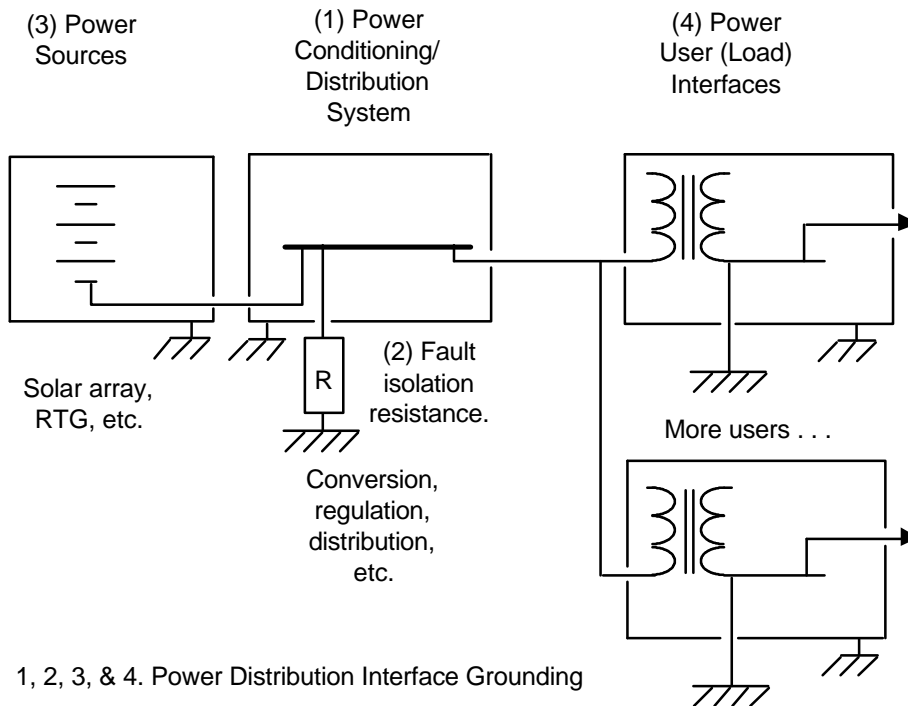 (3) Power
Sources
(1) Power
Conditioning/
Distribution
System
(4) Power
User (Load)
Interfaces
Solar array,
RTG, etc.
R
(2) Fault
isolation
resistance.
Conversion,
regulation,
distribution,
etc.
More users . . .
1, 2, 3, & 4. Power Distribution Interface Grounding